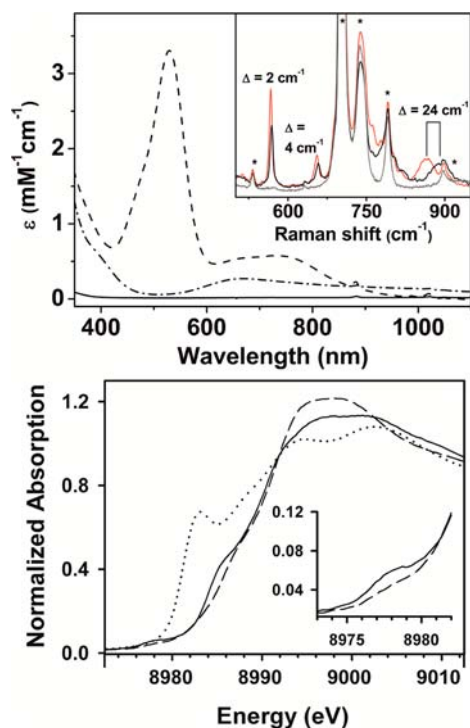 3
2
1
0
ε (mM⁻¹cm⁻¹)
400 600 800 1000
Wavelength (nm)
* * * * *
Δ = 2 cm⁻¹
Δ =
4 cm⁻¹
Δ = 24 cm⁻¹
600 750 900
Raman shift (cm⁻¹)
1.2
0.8
0.4
0.0
Normalized Absorption
8980 8990 9000 9010
Energy (eV)
0.12
0.08
0.04
8975 8980